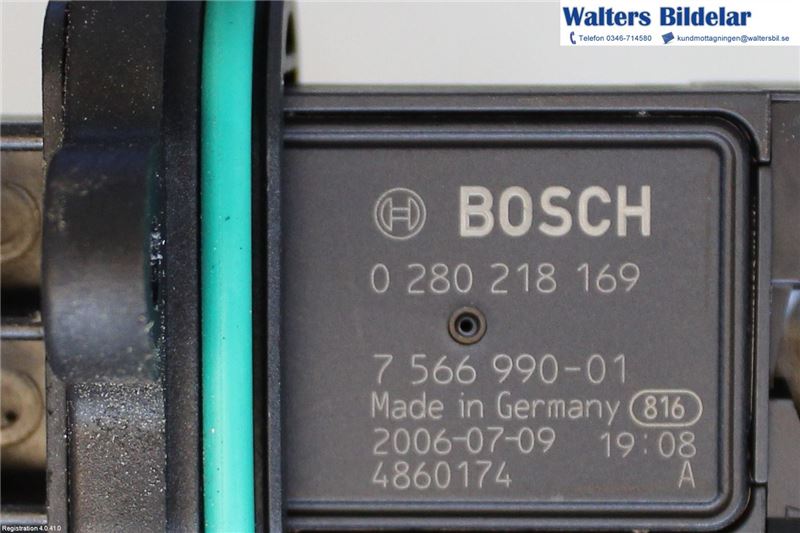 Walters Bildelar
Telefon 0346-714580 kundmottagningen@waltersbil.se
BOSCH
0 280 218 169
7 566 990-01
Made in Germany 816
2006-07-09 19:08
4860174 A
Registration 4.0.41.0